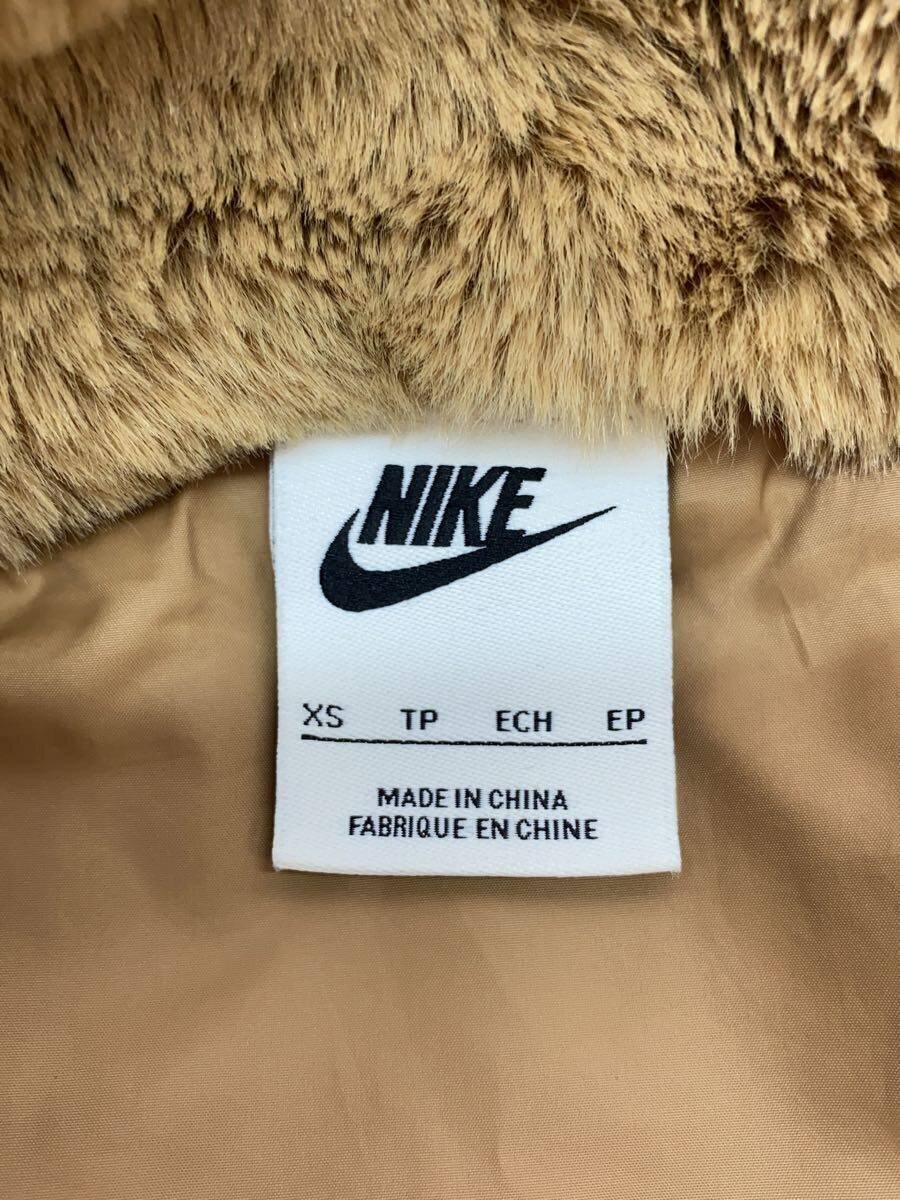 NIKE
XS TP ECH EP
MADE IN CHINA
FABRIQUE EN CHINE